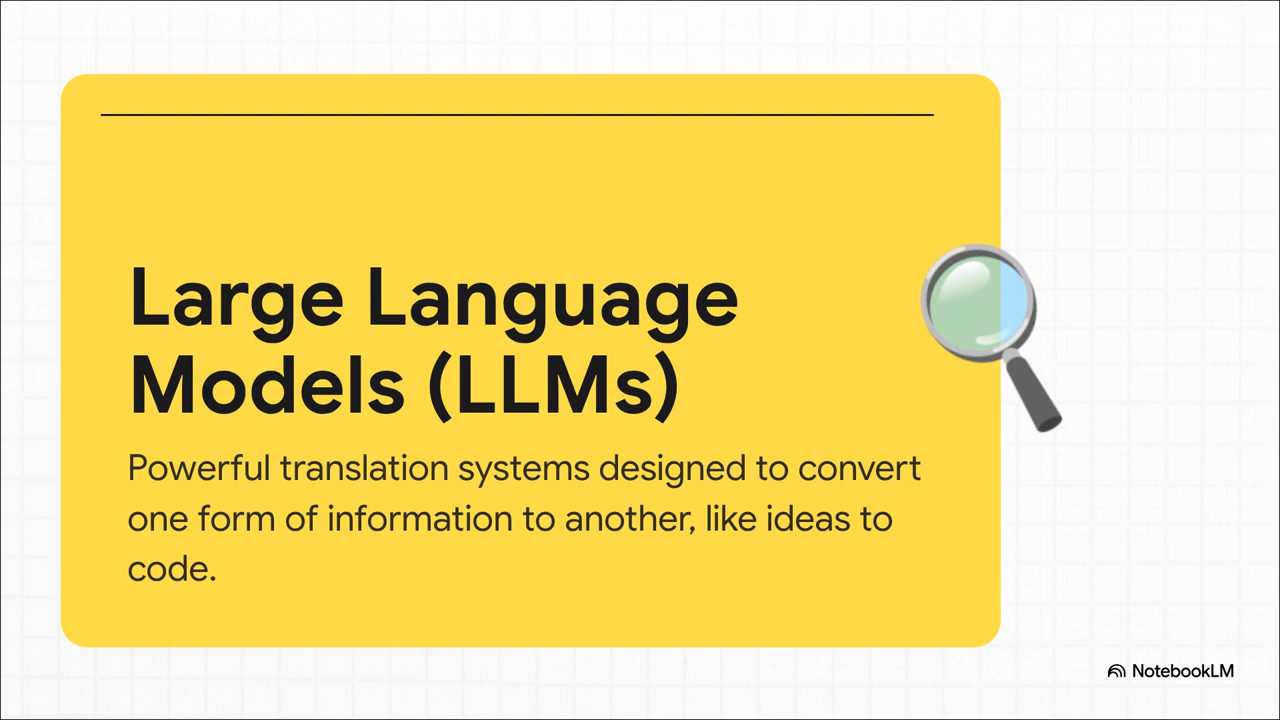 Large Language
Models (LLMs)
Powerful translation systems designed to convert
one form of information to another, like ideas to
code.
NotebookLM